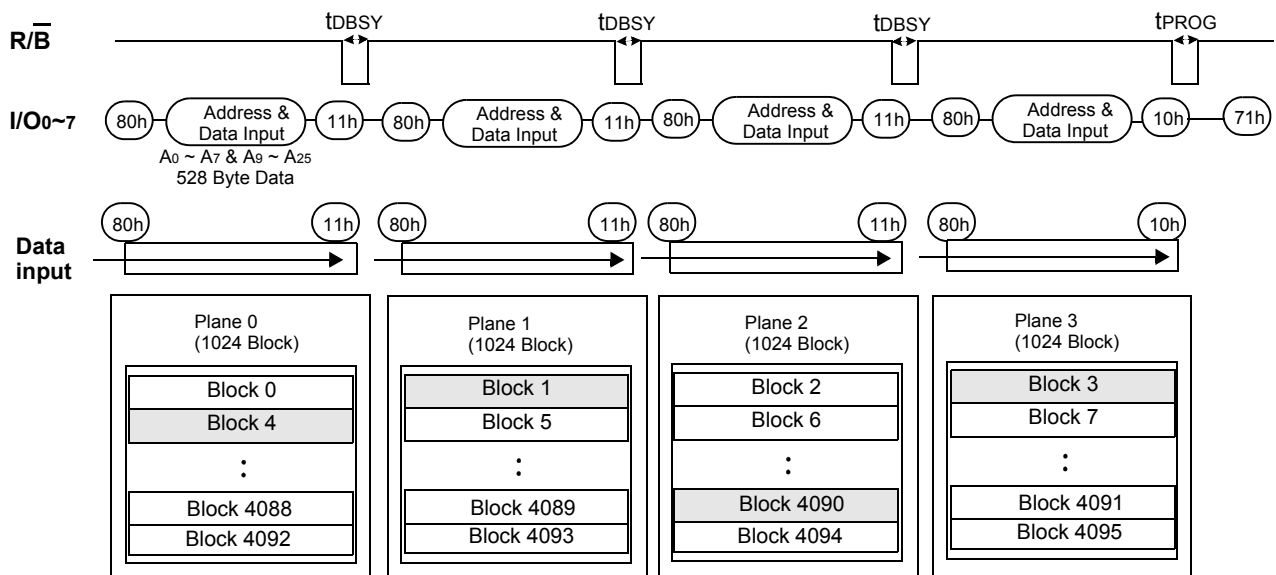 tDBSY tDBSY tDBSY tPROG
R/B
I/O0~7 80h Address & Data Input 11h 80h Address & Data Input 11h 80h Address & Data Input 11h 80h Address & Data Input 10h 71h
A0 ~ A7 & A9 ~ A25
528 Byte Data
80h 11h 80h 11h 80h 11h 80h 10h
Data
input
Plane 0
(1024 Block)
Block 0
Block 4
:
Block 4088
Block 4092
Plane 1
(1024 Block)
Block 1
Block 5
:
Block 4089
Block 4093
Plane 2
(1024 Block)
Block 2
Block 6
:
Block 4090
Block 4094
Plane 3
(1024 Block)
Block 3
Block 7
:
Block 4091
Block 4095